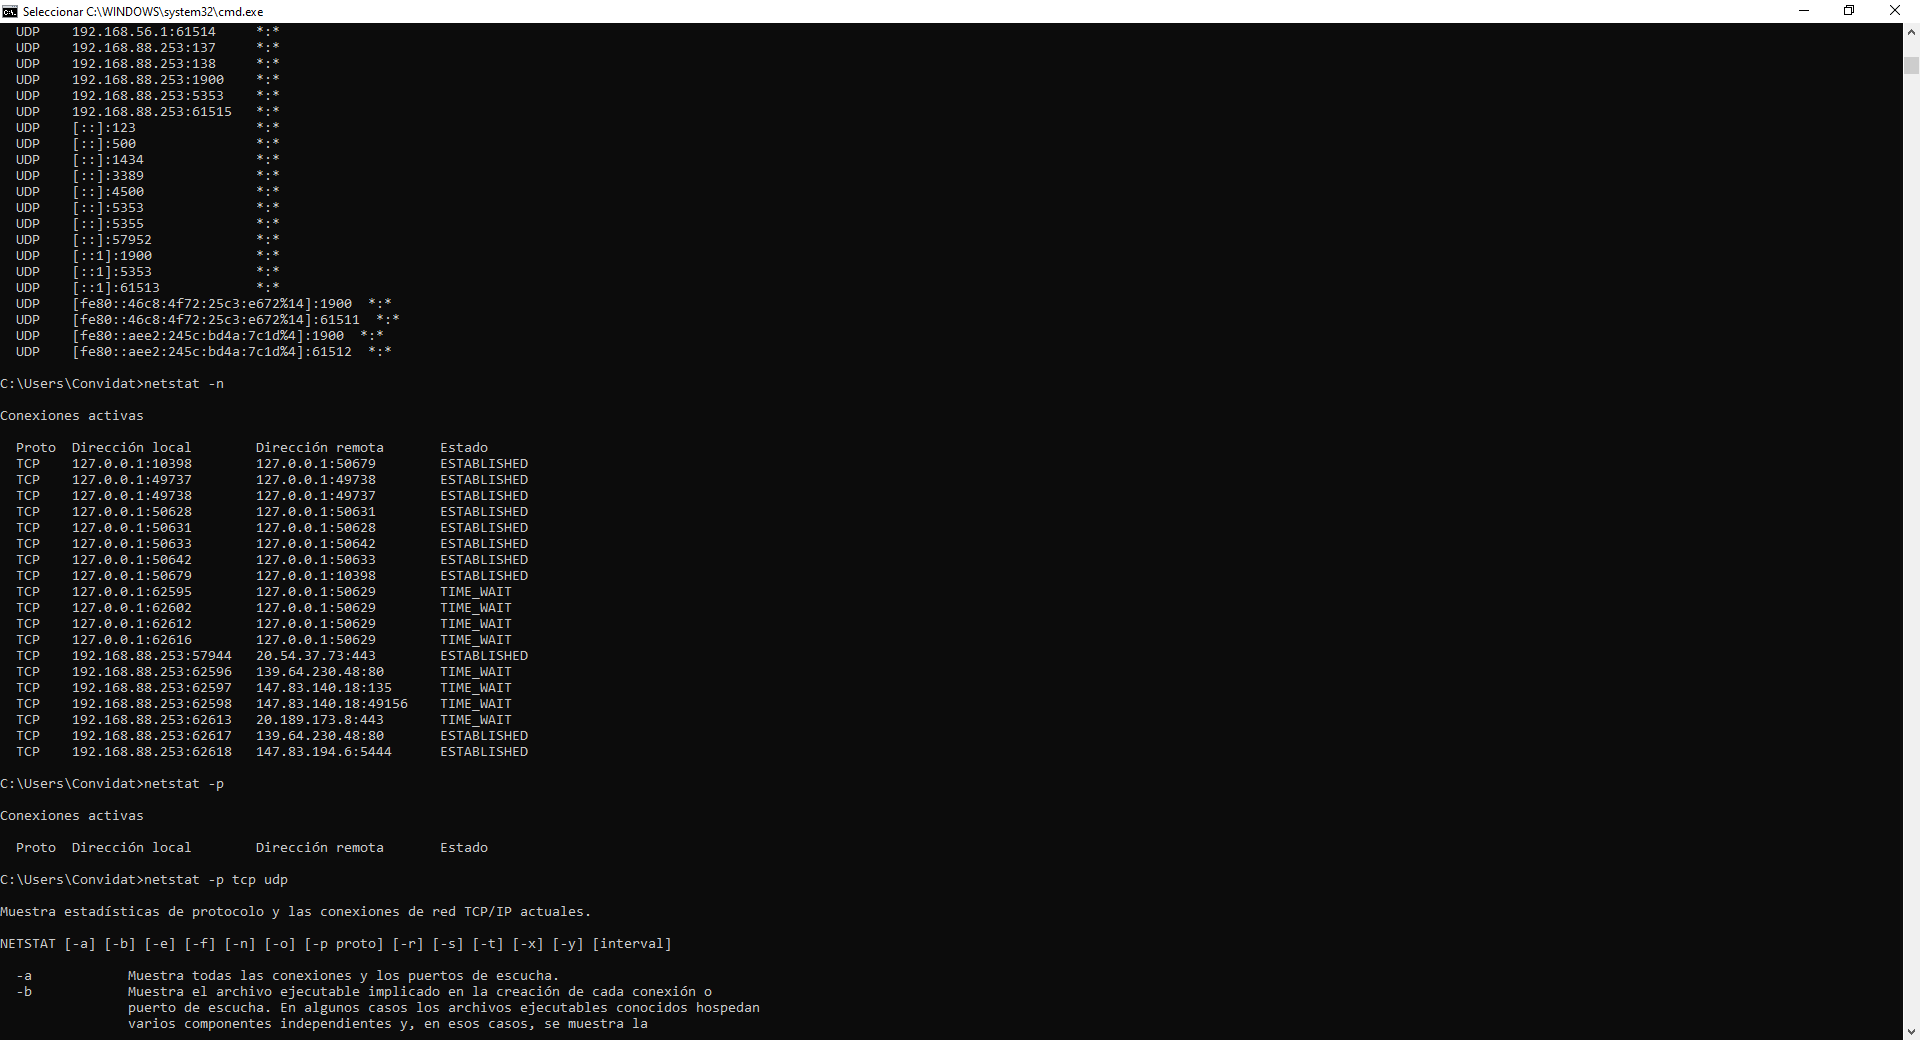 Seleccionar C:\WINDOWS\system32\cmd.exe
UDP    192.168.56.1:61514     *:*
UDP    192.168.88.253:137     *:*
UDP    192.168.88.253:138     *:*
UDP    192.168.88.253:1900    *:*
UDP    192.168.88.253:5353    *:*
UDP    192.168.88.253:61515   *:*
UDP    [::]:123               *:*
UDP    [::]:500               *:*
UDP    [::]:1434              *:*
UDP    [::]:3389              *:*
UDP    [::]:4500              *:*
UDP    [::]:5353              *:*
UDP    [::]:5355              *:*
UDP    [::]:57952             *:*
UDP    [::1]:1900             *:*
UDP    [::1]:5353             *:*
UDP    [::1]:61513            *:*
UDP    [fe80::46c8:4f72:25c3:e672%14]:1900  *:*
UDP    [fe80::46c8:4f72:25c3:e672%14]:61511  *:*
UDP    [fe80::aee2:245c:bd4a:7c1d%4]:1900  *:*
UDP    [fe80::aee2:245c:bd4a:7c1d%4]:61512  *:*
C:\Users\Convidat>netstat -n
Conexiones activas
Proto  Dirección local        Dirección remota       Estado
TCP    127.0.0.1:10398        127.0.0.1:50679        ESTABLISHED
TCP    127.0.0.1:49737        127.0.0.1:49738        ESTABLISHED
TCP    127.0.0.1:49738        127.0.0.1:49737        ESTABLISHED
TCP    127.0.0.1:50628        127.0.0.1:50631        ESTABLISHED
TCP    127.0.0.1:50631        127.0.0.1:50628        ESTABLISHED
TCP    127.0.0.1:50633        127.0.0.1:50642        ESTABLISHED
TCP    127.0.0.1:50642        127.0.0.1:50633        ESTABLISHED
TCP    127.0.0.1:50679        127.0.0.1:10398        ESTABLISHED
TCP    127.0.0.1:62595        127.0.0.1:50629        TIME_WAIT
TCP    127.0.0.1:62602        127.0.0.1:50629        TIME_WAIT
TCP    127.0.0.1:62612        127.0.0.1:50629        TIME_WAIT
TCP    127.0.0.1:62616        127.0.0.1:50629        TIME_WAIT
TCP    192.168.88.253:57944   20.54.37.73:443        ESTABLISHED
TCP    192.168.88.253:62596   139.64.230.48:80       TIME_WAIT
TCP    192.168.88.253:62597   147.83.140.18:135      TIME_WAIT
TCP    192.168.88.253:62598   147.83.140.18:49156    TIME_WAIT
TCP    192.168.88.253:62613   20.189.173.8:443       TIME_WAIT
TCP    192.168.88.253:62617   139.64.230.48:80       ESTABLISHED
TCP    192.168.88.253:62618   147.83.194.6:5444      ESTABLISHED
C:\Users\Convidat>netstat -p
Conexiones activas
Proto  Dirección local        Dirección remota       Estado
C:\Users\Convidat>netstat -p tcp udp
Muestra estadísticas de protocolo y las conexiones de red TCP/IP actuales.
NETSTAT [-a] [-b] [-e] [-f] [-n] [-o] [-p proto] [-r] [-s] [-t] [-x] [-y] [interval]
-a            Muestra todas las conexiones y los puertos de escucha.
-b            Muestra el archivo ejecutable implicado en la creación de cada conexión o
puerto de escucha. En algunos casos los archivos ejecutables conocidos hospedan
varios componentes independientes y, en esos casos, se muestra la